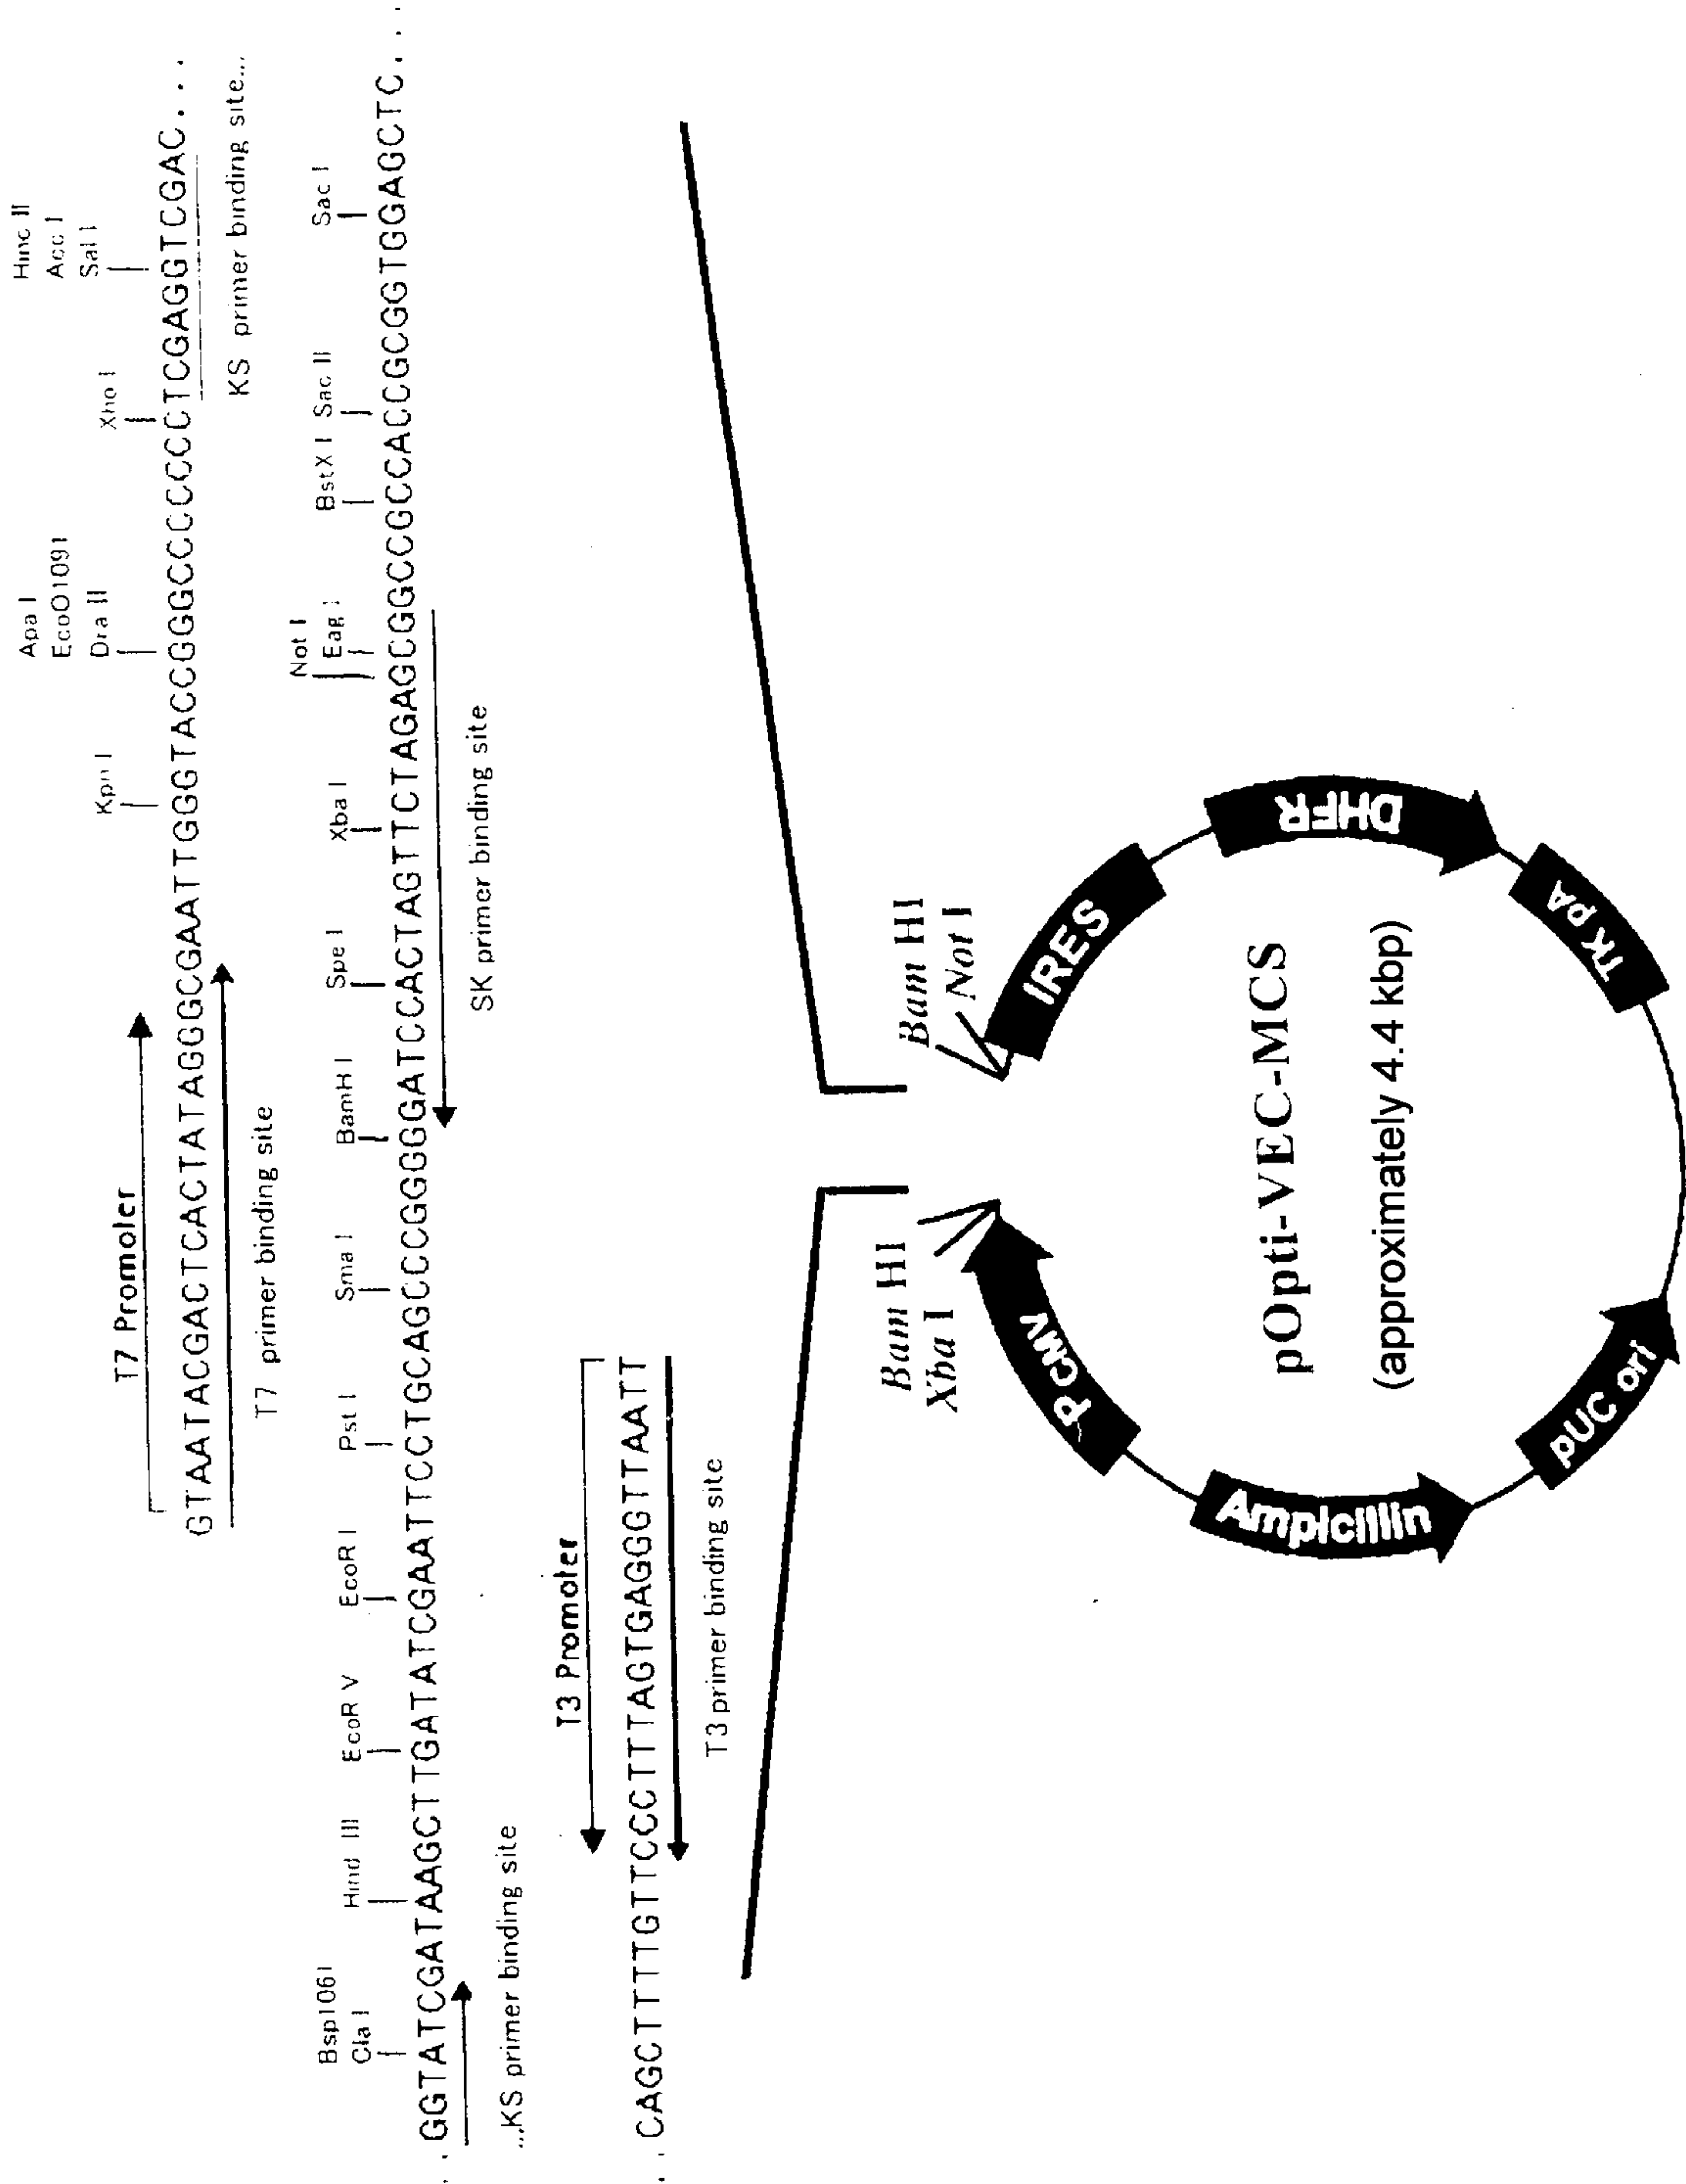 Hinc II
Apa I Acc I
EcoO109I Sal I
Kpn I Dra II Xho I
T7 Promoter
GTAATACGACTCACTATAGGGCGAATTGGGTACCGGGCCCCCCCTCGAGGTCGAC...
T7 primer binding site KS primer binding site...
Bsp106I Not I
Cla I Hind III EcoR V EcoR I Pst I Sma I BamH I Spe I Xba I Eag I BstX I Sac II Sac I
..GGTATCGATAAGCTTGATATCGAATTCCTGCAGCCCGGGGGATCCACTAGTTCTAGAGCGGCCGCCACCGCGGTGGAGCTC...
...KS primer binding site SK primer binding site
T3 Promoter
...CAGCTTTTGTTCCCTTTAGTGAGGGTTAATT
T3 primer binding site
Bam HI Bam HI
Xba I Not I
P CMV IRES
Ampicillin DHFR
pOpti-VEC-MCS
(approximately 4.4 kbp)
pUC ori TK pA